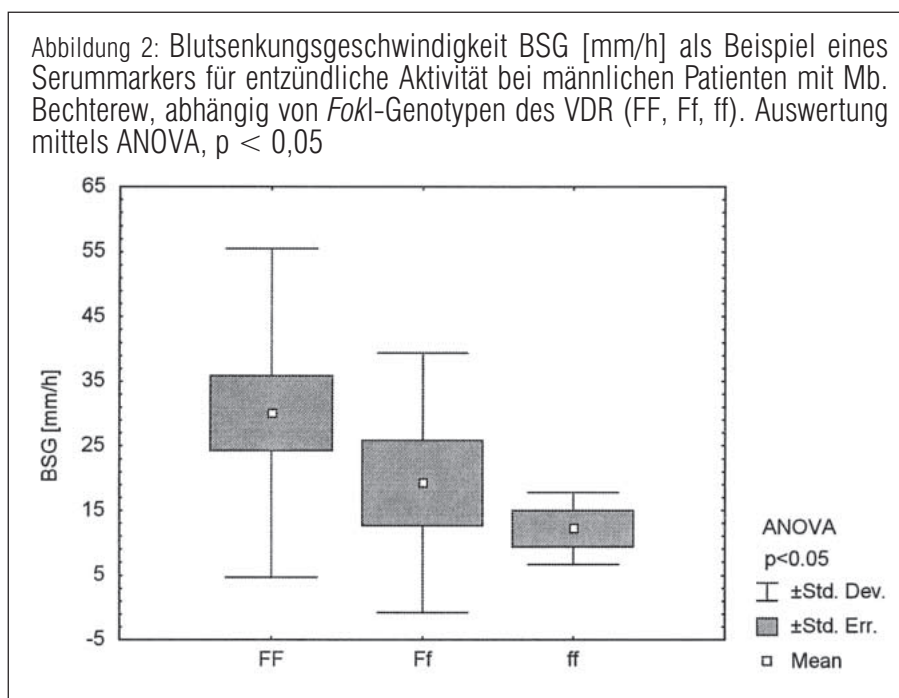 Abbildung 2: Blutsenkungsgeschwindigkeit BSG [mm/h] als Beispiel eines
Serummarkers für entzündliche Aktivität bei männlichen Patienten mit Mb.
Bechterew, abhängig von FokI-Genotypen des VDR (FF, Ff, ff). Auswertung
mittels ANOVA, p < 0,05
65
55
45
35
25
15
5
-5
BSG [mm/h]
FF Ff ff
ANOVA
p<0.05
±Std. Dev.
±Std. Err.
Mean